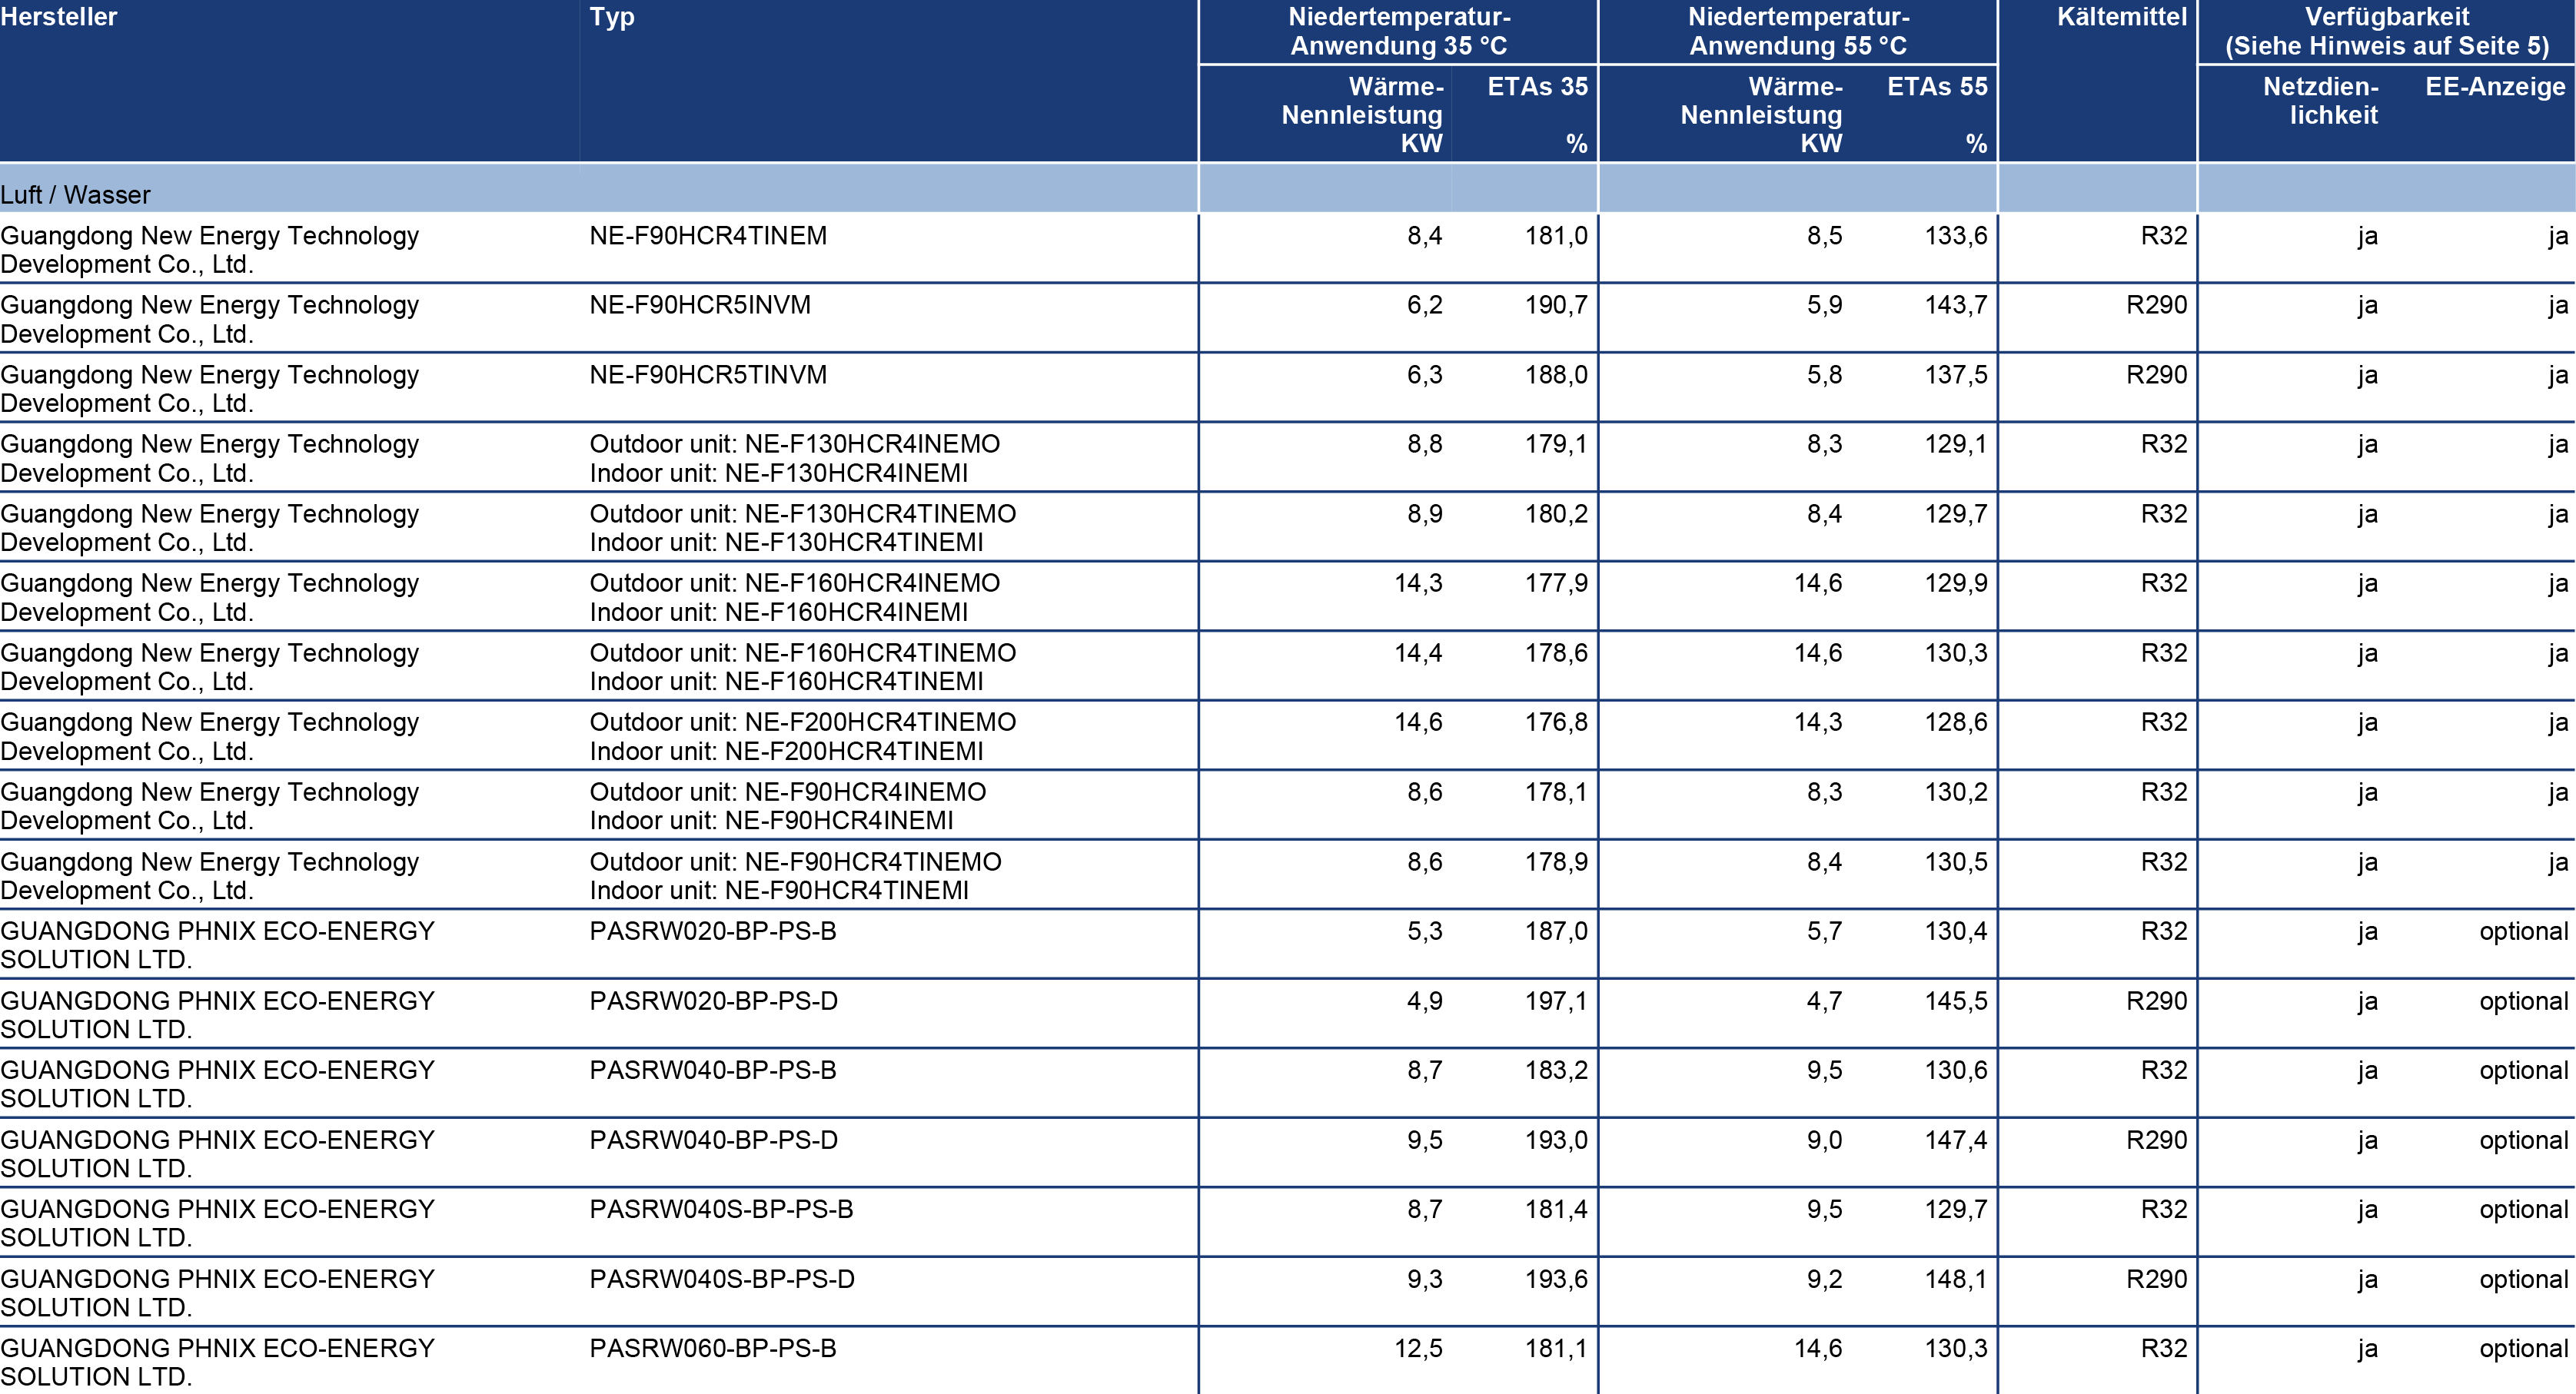 Hersteller Typ Niedertemperatur- Niedertemperatur- Kältemittel Verfügbarkeit
Anwendung 35 °C Anwendung 55 °C (Siehe Hinweis auf Seite 5)
Wärme- ETAs 35 Wärme- ETAs 55 Netzdien- EE-Anzeige
Nennleistung Nennleistung lichkeit
KW % KW %
Luft / Wasser
Guangdong New Energy Technology NE-F90HCR4TINEM 8,4 181,0 8,5 133,6 R32 ja ja
Development Co., Ltd.
Guangdong New Energy Technology NE-F90HCR5INVM 6,2 190,7 5,9 143,7 R290 ja ja
Development Co., Ltd.
Guangdong New Energy Technology NE-F90HCR5TINVM 6,3 188,0 5,8 137,5 R290 ja ja
Development Co., Ltd.
Guangdong New Energy Technology Outdoor unit: NE-F130HCR4INEMO 8,8 179,1 8,3 129,1 R32 ja ja
Development Co., Ltd. Indoor unit: NE-F130HCR4INEMI
Guangdong New Energy Technology Outdoor unit: NE-F130HCR4TINEMO 8,9 180,2 8,4 129,7 R32 ja ja
Development Co., Ltd. Indoor unit: NE-F130HCR4TINEMI
Guangdong New Energy Technology Outdoor unit: NE-F160HCR4INEMO 14,3 177,9 14,6 129,9 R32 ja ja
Development Co., Ltd. Indoor unit: NE-F160HCR4INEMI
Guangdong New Energy Technology Outdoor unit: NE-F160HCR4TINEMO 14,4 178,6 14,6 130,3 R32 ja ja
Development Co., Ltd. Indoor unit: NE-F160HCR4TINEMI
Guangdong New Energy Technology Outdoor unit: NE-F200HCR4TINEMO 14,6 176,8 14,3 128,6 R32 ja ja
Development Co., Ltd. Indoor unit: NE-F200HCR4TINEMI
Guangdong New Energy Technology Outdoor unit: NE-F90HCR4INEMO 8,6 178,1 8,3 130,2 R32 ja ja
Development Co., Ltd. Indoor unit: NE-F90HCR4INEMI
Guangdong New Energy Technology Outdoor unit: NE-F90HCR4TINEMO 8,6 178,9 8,4 130,5 R32 ja ja
Development Co., Ltd. Indoor unit: NE-F90HCR4TINEMI
GUANGDONG PHNIX ECO-ENERGY PASRW020-BP-PS-B 5,3 187,0 5,7 130,4 R32 ja optional
SOLUTION LTD.
GUANGDONG PHNIX ECO-ENERGY PASRW020-BP-PS-D 4,9 197,1 4,7 145,5 R290 ja optional
SOLUTION LTD.
GUANGDONG PHNIX ECO-ENERGY PASRW040-BP-PS-B 8,7 183,2 9,5 130,6 R32 ja optional
SOLUTION LTD.
GUANGDONG PHNIX ECO-ENERGY PASRW040-BP-PS-D 9,5 193,0 9,0 147,4 R290 ja optional
SOLUTION LTD.
GUANGDONG PHNIX ECO-ENERGY PASRW040S-BP-PS-B 8,7 181,4 9,5 129,7 R32 ja optional
SOLUTION LTD.
GUANGDONG PHNIX ECO-ENERGY PASRW040S-BP-PS-D 9,3 193,6 9,2 148,1 R290 ja optional
SOLUTION LTD.
GUANGDONG PHNIX ECO-ENERGY PASRW060-BP-PS-B 12,5 181,1 14,6 130,3 R32 ja optional
SOLUTION LTD.